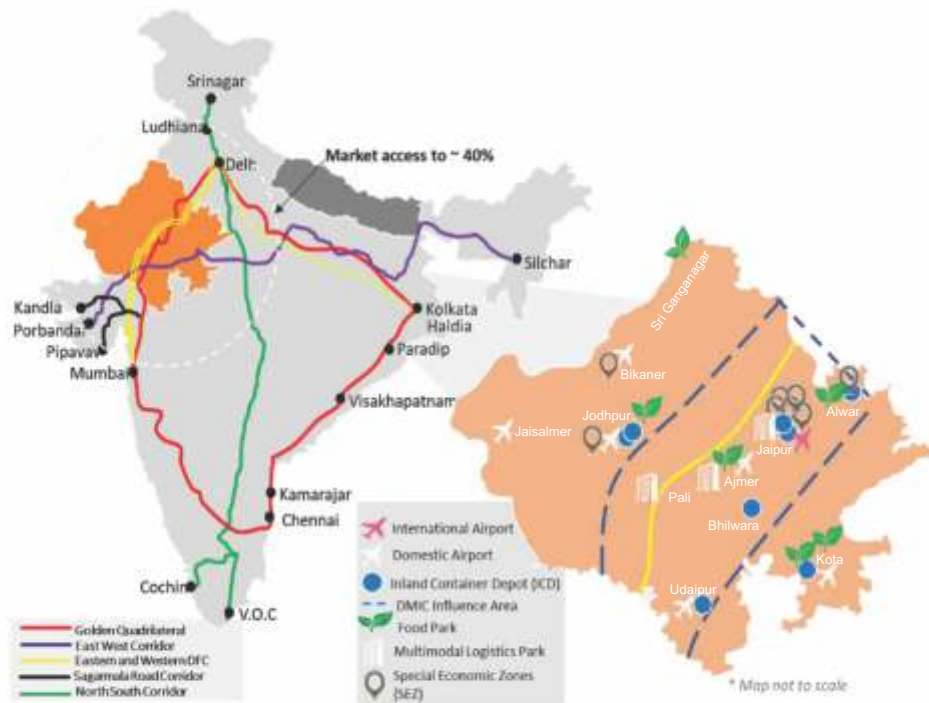 Srinagar
Ludhiana
Delh
Market access to ~ 40%
Silchar
Kandla
Porbandar
Pipavav
Mumbai
Kolkata
Haldia
Paradip
Visakhapatnam
Kamarajar
Chennai
Cochin
V.O.C
Golden Quadrilateral
East West Corridor
Eastern and Western DFC
Sagarmala Road Corridor
North South Corridor
International Airport
Domestic Airport
Inland Container Depot (ICD)
DMIC Influence Area
Food Park
Multimodal Logistics Park
Special Economic Zones
(SEZ)
Sri Ganganagar
Bikaner
Jodhpur
Jaisalmer
Alwar
Jaipur
Ajmer
Pali
Bhilwara
Kota
Udaipur
* Map not to scale